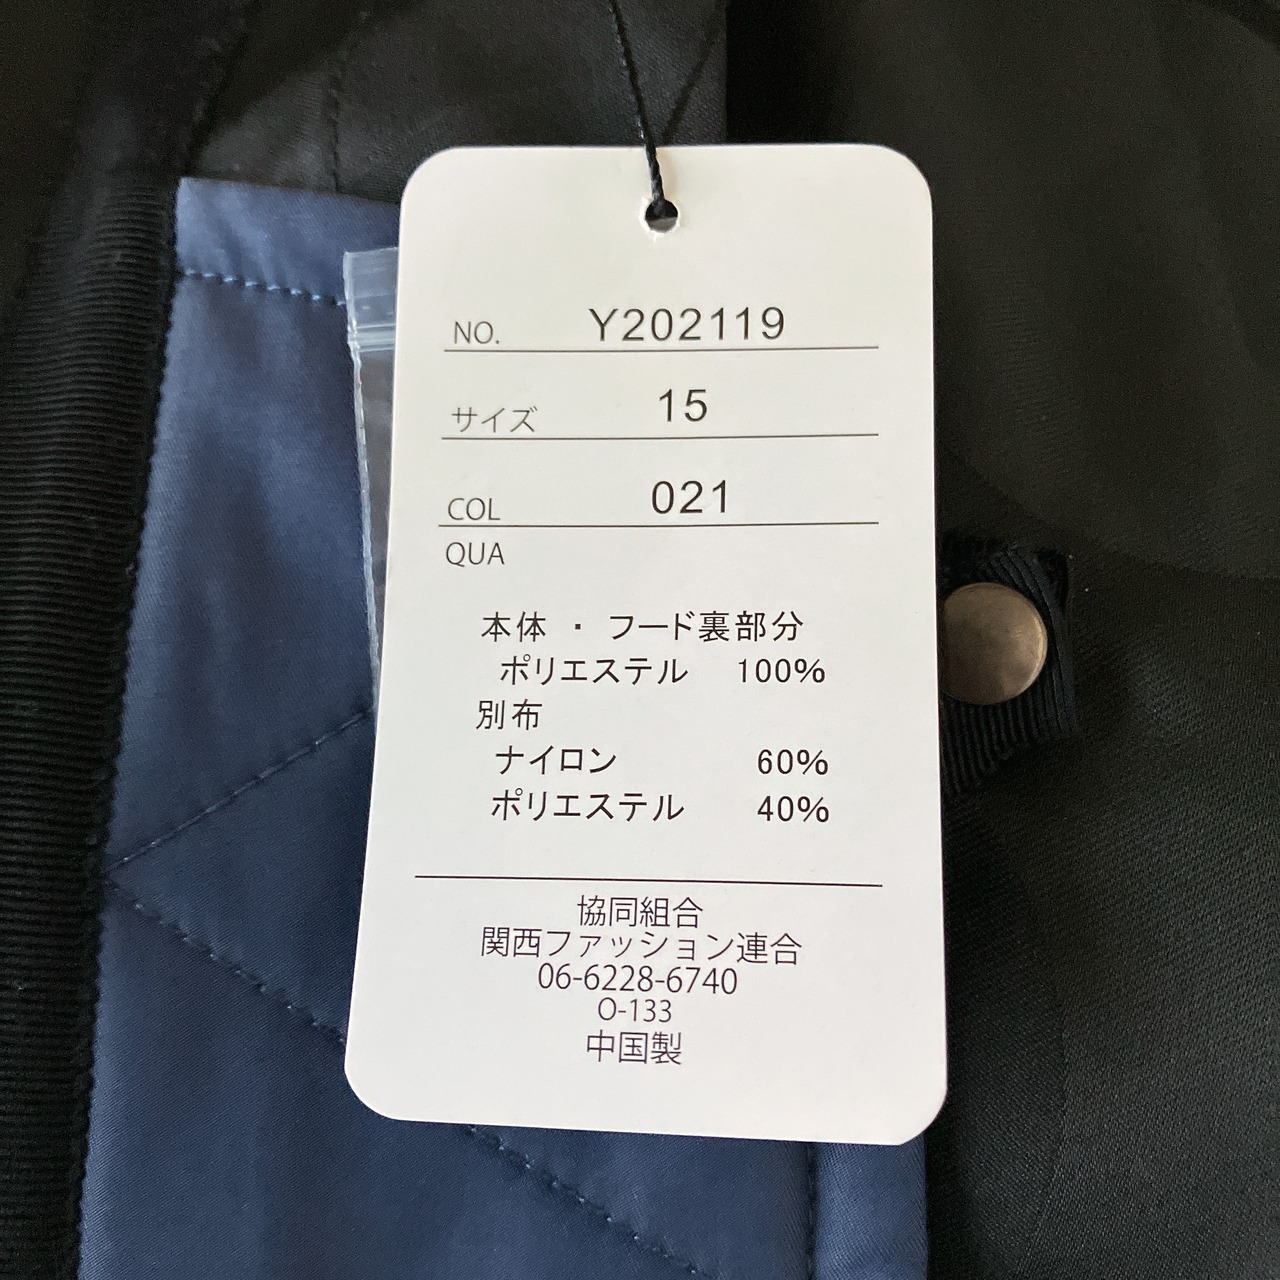 NO. Y202119
サイズ 15
COL 021
QUA
本体 ・ フード裏部分
ポリエステル 100%
別布
ナイロン 60%
ポリエステル 40%
協同組合
関西ファッション連合
06-6228-6740
O-133
中国製